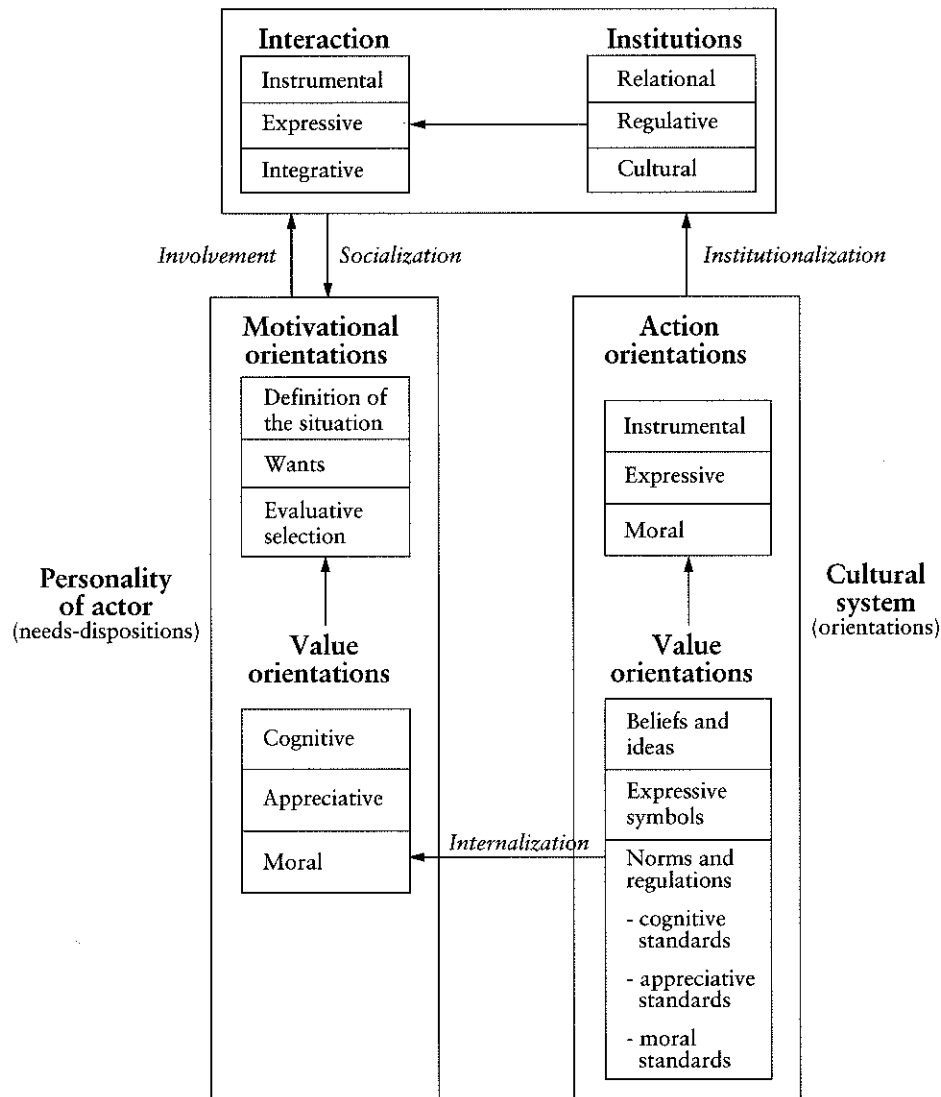 Interaction
Instrumental
Expressive
Integrative
Institutions
Relational
Regulative
Cultural
Involvement
Socialization
Institutionalization
Motivational
orientations
Definition of
the situation
Wants
Evaluative
selection
Action
orientations
Instrumental
Expressive
Moral
Personality
of actor
(needs-dispositions)
Cultural
system
(orientations)
Value
orientations
Cognitive
Appreciative
Moral
Internalization
Value
orientations
Beliefs and
ideas
Expressive
symbols
Norms and
regulations
- cognitive
standards
- appreciative
standards
- moral
standards